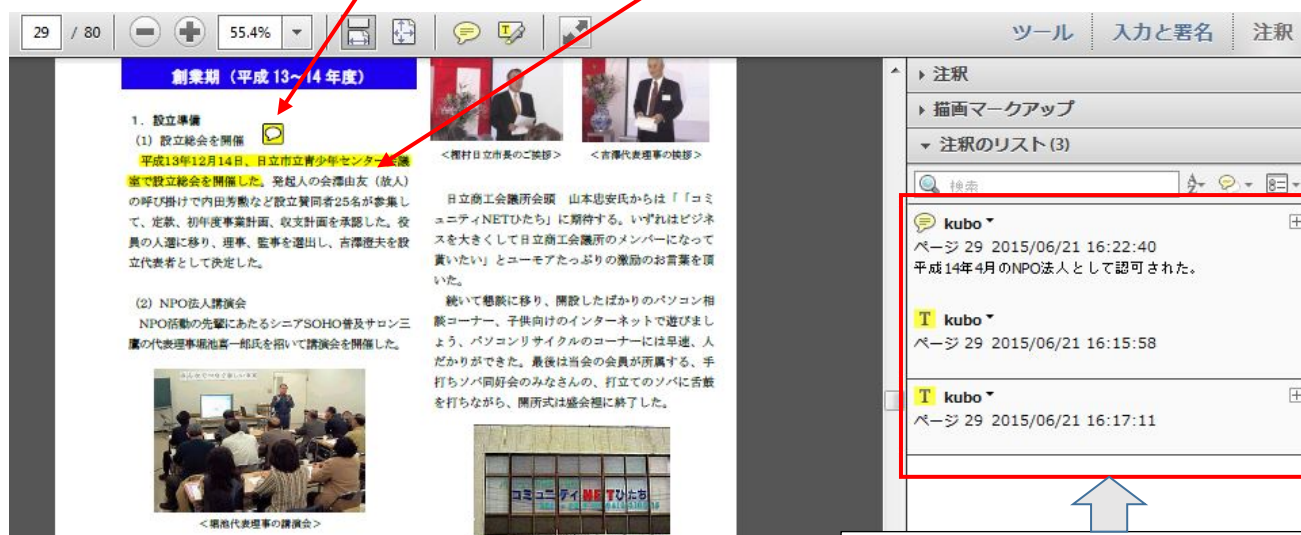 29 / 80
55.4%
ツール 入力と署名 注釈
創業期（平成 13～14 年度）
1．設立準備
(1) 設立総会を開催
平成13年12月14日、日立市立青少年センター会議
室で設立総会を開催した。発起人の会澤由友（故人）
の呼び掛けで内田芳勲など設立賛同者25名が参集し
て、定款、初年度事業計画、収支計画を承認した。役
員の人選に移り、理事、監事を選出し、吉澤澄夫を設
立代表者として決定した。
(2) NPO法人講演会
NPO活動の先輩にあたるシニアSOHO普及サロン三
鷹の代表理事堀池喜一郎氏を招いて講演会を開催した。
＜堀池代表理事の講演会＞
＜樫村日立市長のご挨拶＞
＜吉澤代表理事の挨拶＞
日立商工会議所会頭 山本忠安氏からは「「コミ
ュニティNETひたち」に期待する。いずれはビジネ
スを大きくして日立商工会議所のメンバーになって
貰いたい」とユーモアたっぷりの激励のお言葉を頂
いた。
続いて懇談に移り、開設したばかりのパソコン相
談コーナー、子供向けのインターネットで遊びまし
ょう、パソコンリサイクルのコーナーには早速、人
だかりができた。最後は当会の会員が所属する、手
打ちソバ同好会のみなさんの、打立てのソバに舌鼓
を打ちながら、開所式は盛会裡に終了した。
コミュニティNETひたち
注釈
描画マークアップ
注釈のリスト(3)
検索
kubo
ページ 29 2015/06/21 16:22:40
平成14年4月のNPO法人として認可された。
T kubo
ページ 29 2015/06/21 16:15:58
T kubo
ページ 29 2015/06/21 16:17:11